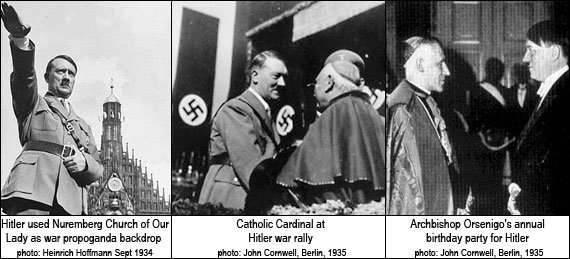 Hitler used Nuremberg Church of Our
Lady as war propoganda backdrop
photo: Heinrich Hoffmann Sept 1934
Catholic Cardinal at
Hitler war rally
photo: John Cornwell, Berlin, 1935
Archbishop Orsenigo's annual
birthday party for Hitler
photo: John Cornwell, Berlin, 1935